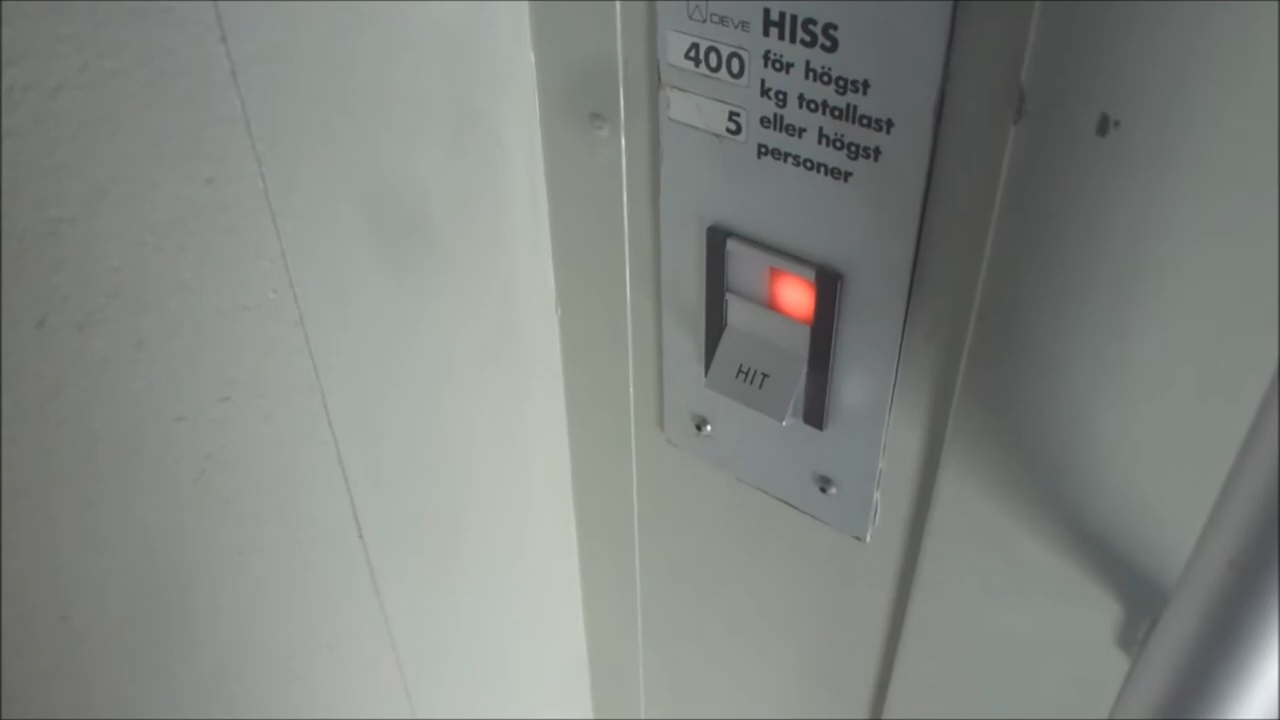 DEVE HISS
400 för högst
kg totallast
5 eller högst
personer
HIT